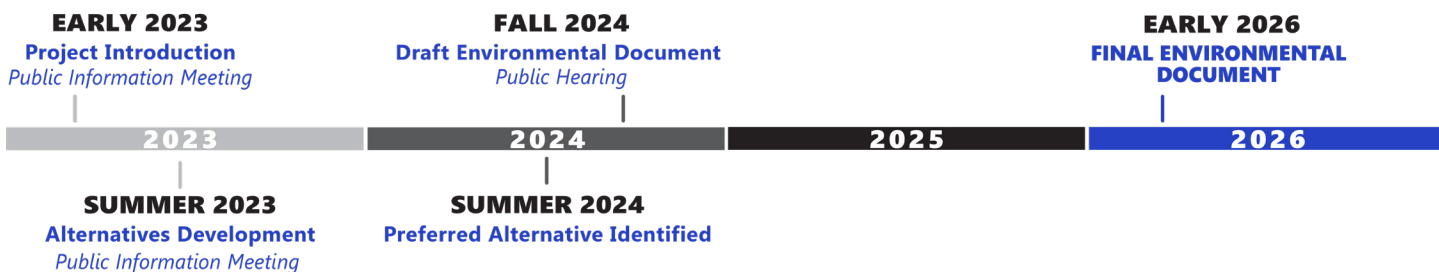 EARLY 2023
Project Introduction
Public Information Meeting
FALL 2024
Draft Environmental Document
Public Hearing
EARLY 2026
FINAL ENVIRONMENTAL
DOCUMENT
2023
2024
2025
2026
SUMMER 2023
Alternatives Development
Public Information Meeting
SUMMER 2024
Preferred Alternative Identified